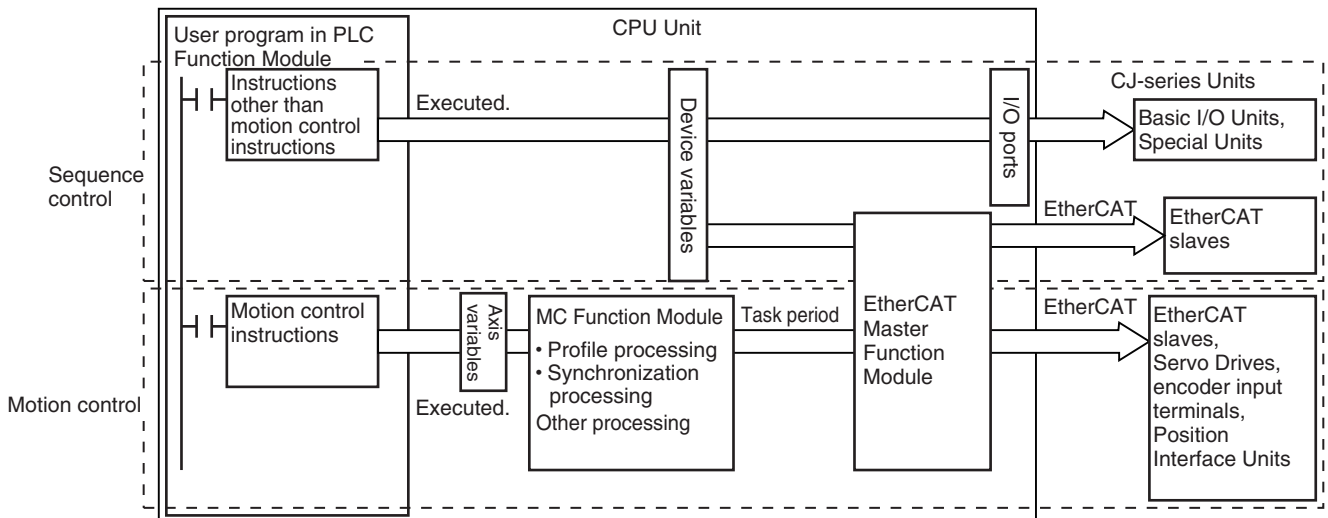 CPU Unit
User program in PLC
Function Module
Sequence
control
Instructions
other than
motion control
instructions
Executed.
Device variables
I/O ports
CJ-series Units
Basic I/O Units,
Special Units
EtherCAT
EtherCAT
slaves
Motion control
Motion control
instructions
Axis
variables
Executed.
MC Function Module
• Profile processing
• Synchronization
processing
Other processing
Task period
EtherCAT
Master
Function
Module
EtherCAT
EtherCAT
slaves,
Servo Drives,
encoder input
terminals,
Position
Interface Units